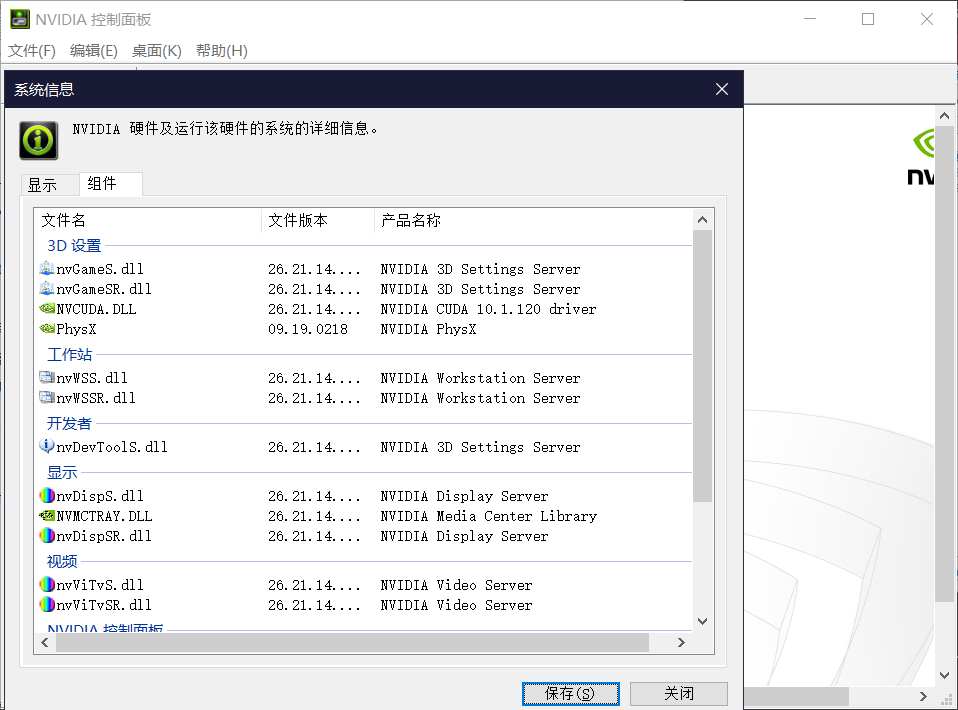 NVIDIA 控制面板
文件(F) 编辑(E) 桌面(K) 帮助(H)
系统信息
NVIDIA 硬件及运行该硬件的系统的详细信息。
显示 组件
文件名 文件版本 产品名称
3D 设置
nvGameS.dll 26.21.14.... NVIDIA 3D Settings Server
nvGameSR.dll 26.21.14.... NVIDIA 3D Settings Server
NVCUDA.DLL 26.21.14.... NVIDIA CUDA 10.1.120 driver
PhysX 09.19.0218 NVIDIA PhysX
工作站
nvWSS.dll 26.21.14.... NVIDIA Workstation Server
nvWSSR.dll 26.21.14.... NVIDIA Workstation Server
开发者
nvDevToolS.dll 26.21.14.... NVIDIA 3D Settings Server
显示
nvDispS.dll 26.21.14.... NVIDIA Display Server
NVMCTRAY.DLL 26.21.14.... NVIDIA Media Center Library
nvDispSR.dll 26.21.14.... NVIDIA Display Server
视频
nvViTvS.dll 26.21.14.... NVIDIA Video Server
nvViTvSR.dll 26.21.14.... NVIDIA Video Server
NVIDIA 控制面板
保存(S) 关闭
nv